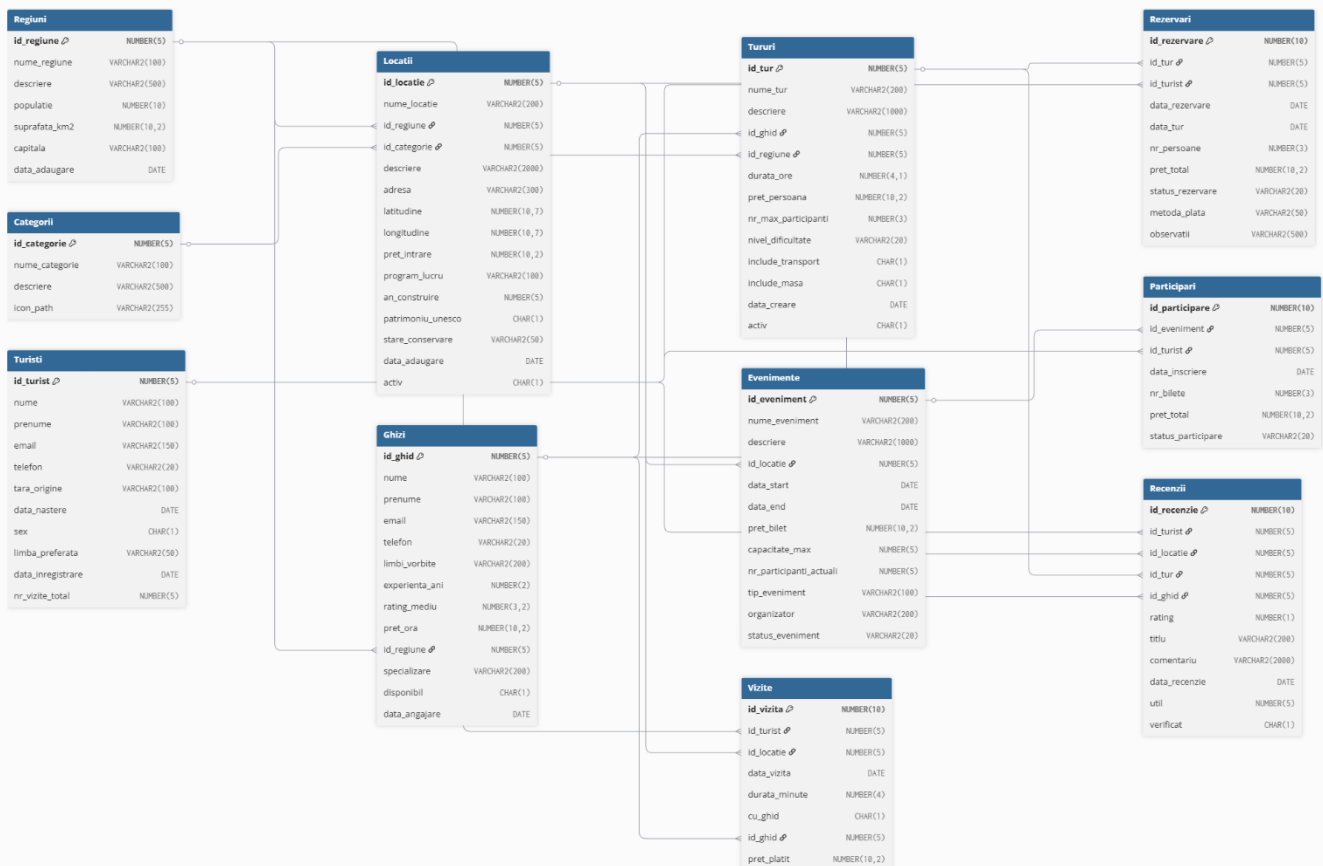 Regiuni
id_regiune NUMBER(5)
nume_regiune VARCHAR2(100)
descriere VARCHAR2(500)
populatie NUMBER(10)
suprafata_km2 NUMBER(10,2)
capitala VARCHAR2(100)
data_adaugare DATE
Categorii
id_categorie NUMBER(5)
nume_categorie VARCHAR2(100)
descriere VARCHAR2(500)
icon_path VARCHAR2(255)
Turisti
id_turist NUMBER(5)
nume VARCHAR2(100)
prenume VARCHAR2(100)
email VARCHAR2(150)
telefon VARCHAR2(20)
tara_origine VARCHAR2(100)
data_nastere DATE
sex CHAR(1)
limba_preferata VARCHAR2(50)
data_inregistrare DATE
nr_vizite_total NUMBER(5)
Locatii
id_locatie NUMBER(5)
nume_locatie VARCHAR2(200)
id_regiune NUMBER(5)
id_categorie NUMBER(5)
descriere VARCHAR2(2000)
adresa VARCHAR2(300)
latitudine NUMBER(10,7)
longitudine NUMBER(10,7)
pret_intrare NUMBER(10,2)
program_lucru VARCHAR2(100)
an_construire NUMBER(5)
patrimoniu_unesco CHAR(1)
stare_conservare VARCHAR2(50)
data_adaugare DATE
activ CHAR(1)
Ghizi
id_ghid NUMBER(5)
nume VARCHAR2(100)
prenume VARCHAR2(100)
email VARCHAR2(150)
telefon VARCHAR2(20)
limbi_vorbite VARCHAR2(200)
experienta_ani NUMBER(2)
rating_mediu NUMBER(3,2)
pret_ora NUMBER(10,2)
id_regiune NUMBER(5)
specializare VARCHAR2(200)
disponibil CHAR(1)
data_angajare DATE
Tururi
id_tur NUMBER(5)
nume_tur VARCHAR2(200)
descriere VARCHAR2(1000)
id_ghid NUMBER(5)
id_regiune NUMBER(5)
durata_ore NUMBER(4,1)
pret_persoana NUMBER(10,2)
nr_max_participanti NUMBER(3)
nivel_dificultate VARCHAR2(20)
include_transport CHAR(1)
include_masa CHAR(1)
data_creare DATE
activ CHAR(1)
Evenimente
id_eveniment NUMBER(5)
nume_eveniment VARCHAR2(200)
descriere VARCHAR2(1000)
id_locatie NUMBER(5)
data_start DATE
data_end DATE
pret_bilet NUMBER(10,2)
capacitate_max NUMBER(5)
nr_participanti_actuali NUMBER(5)
tip_eveniment VARCHAR2(100)
organizator VARCHAR2(200)
status_eveniment VARCHAR2(20)
Vizite
id_vizita NUMBER(10)
id_turist NUMBER(5)
id_locatie NUMBER(5)
data_vizita DATE
durata_minute NUMBER(4)
cu_ghid CHAR(1)
id_ghid NUMBER(5)
pret_platit NUMBER(10,2)
Rezervari
id_rezervare NUMBER(10)
id_tur NUMBER(5)
id_turist NUMBER(5)
data_rezervare DATE
data_tur DATE
nr_persoane NUMBER(3)
pret_total NUMBER(10,2)
status_rezervare VARCHAR2(20)
metoda_plata VARCHAR2(50)
observatii VARCHAR2(500)
Participari
id_participare NUMBER(10)
id_eveniment NUMBER(5)
id_turist NUMBER(5)
data_inscriere DATE
nr_bilete NUMBER(3)
pret_total NUMBER(10,2)
status_participare VARCHAR2(20)
Recenzii
id_recenzie NUMBER(10)
id_turist NUMBER(5)
id_locatie NUMBER(5)
id_tur NUMBER(5)
id_ghid NUMBER(5)
rating NUMBER(1)
titlu VARCHAR2(200)
comentariu VARCHAR2(2000)
data_recenzie DATE
util NUMBER(5)
verificat CHAR(1)